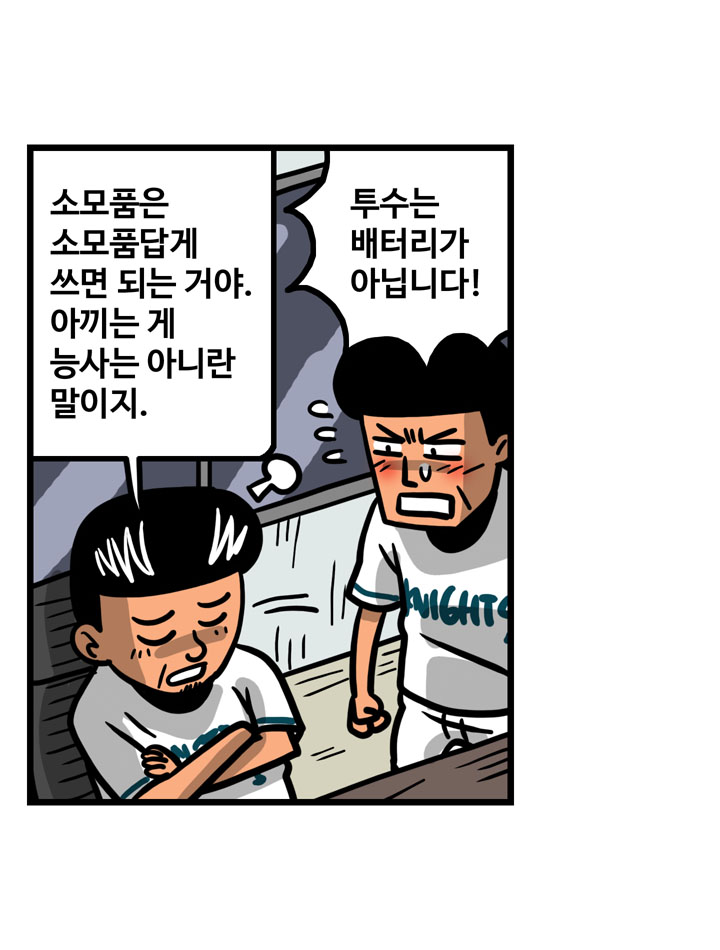 소모품은
소모품답게
쓰면 되는 거야.
아끼는 게
능사는 아니란
말이지.
투수는
배터리가
아닙니다!
KNIGHTS